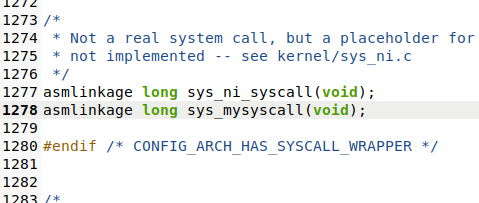 1272
1273 /*
1274  * Not a real system call, but a placeholder for
1275  * not implemented -- see kernel/sys_ni.c
1276  */
1277 asmlinkage long sys_ni_syscall(void);
1278 asmlinkage long sys_mysyscall(void);
1279
1280 #endif /* CONFIG_ARCH_HAS_SYSCALL_WRAPPER */
1281
1282
1283 /*